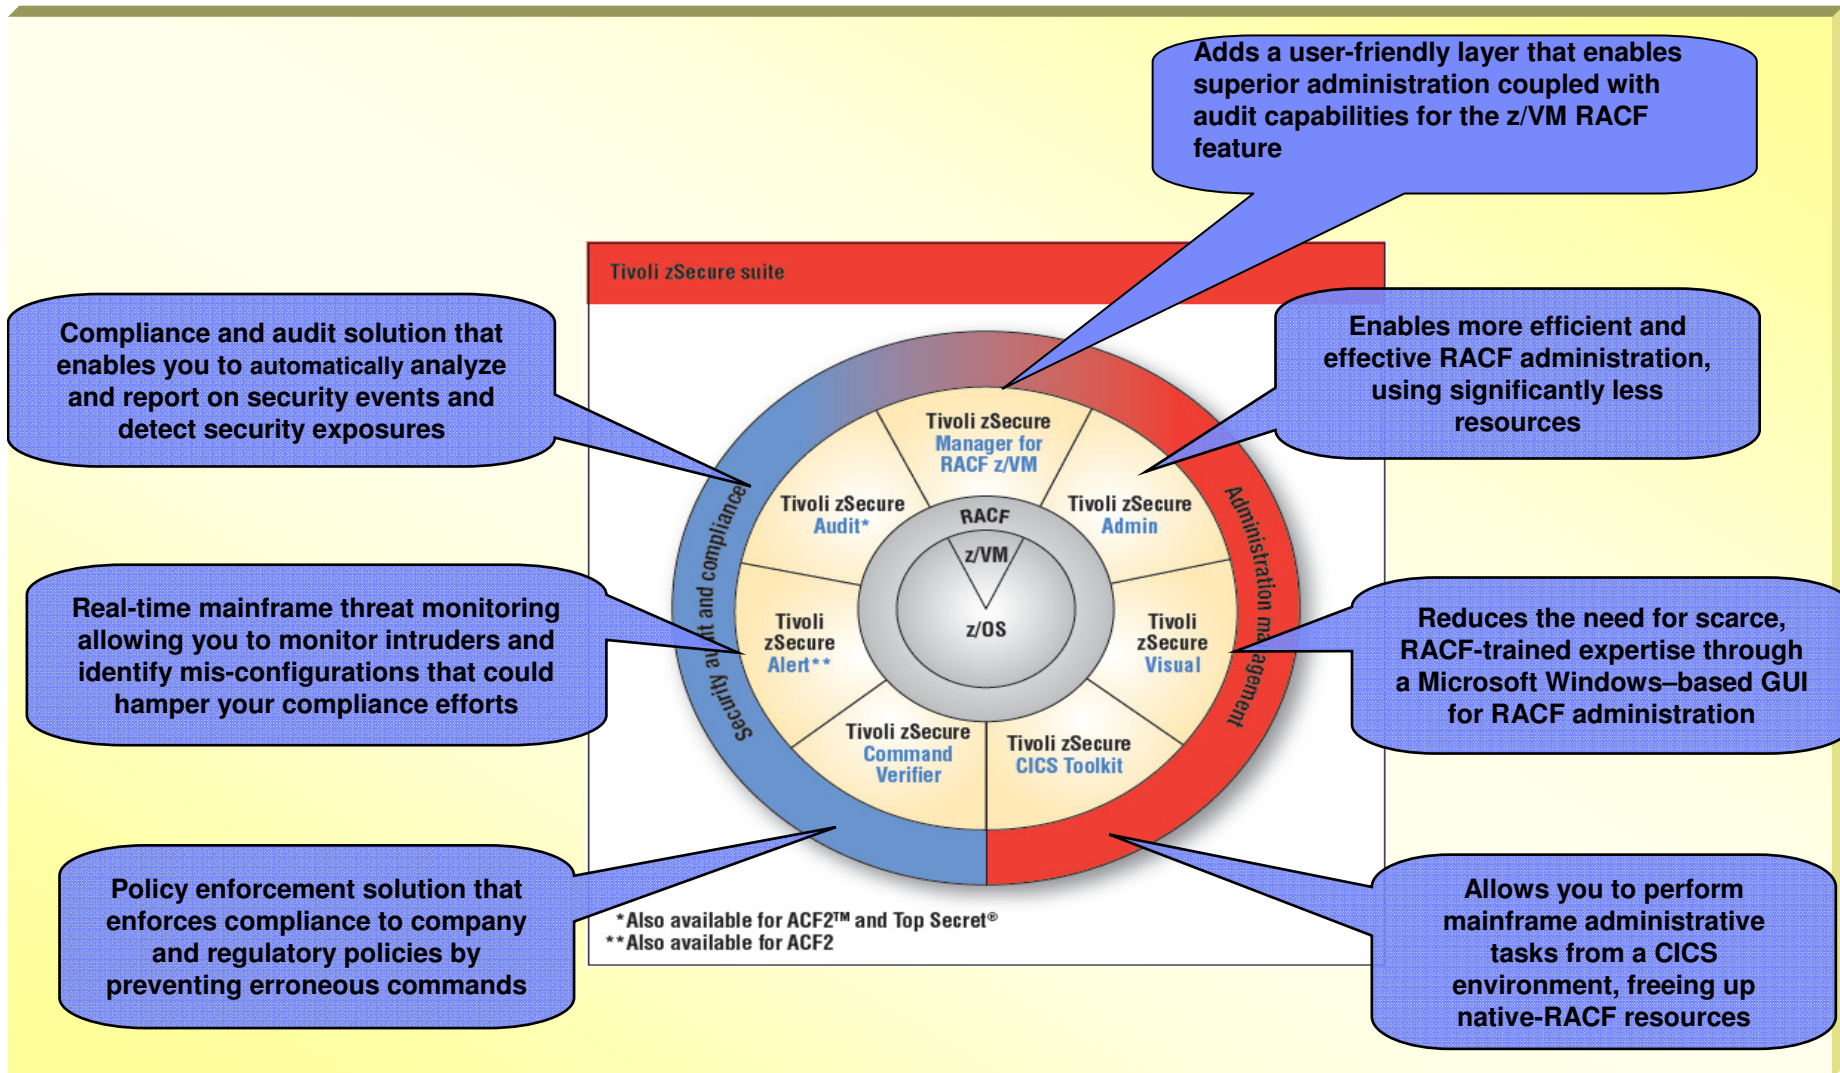 Adds a user-friendly layer that enables
superior administration coupled with
audit capabilities for the z/VM RACF
feature
Tivoli zSecure suite
Compliance and audit solution that
enables you to automatically analyze
and report on security events and
detect security exposures
Enables more efficient and
effective RACF administration,
using significantly less
resources
Tivoli zSecure
Manager for
RACF z/VM
Tivoli zSecure
Audit*
Tivoli zSecure
Admin
RACF
z/VM
z/OS
Security audit and compliance
Administration management
Real-time mainframe threat monitoring
allowing you to monitor intruders and
identify mis-configurations that could
hamper your compliance efforts
Tivoli
zSecure
Alert**
Tivoli
zSecure
Visual
Reduces the need for scarce,
RACF-trained expertise through
a Microsoft Windows–based GUI
for RACF administration
Tivoli zSecure
Command
Verifier
Tivoli zSecure
CICS Toolkit
Policy enforcement solution that
enforces compliance to company
and regulatory policies by
preventing erroneous commands
*Also available for ACF2™ and Top Secret®
**Also available for ACF2
Allows you to perform
mainframe administrative
tasks from a CICS
environment, freeing up
native-RACF resources